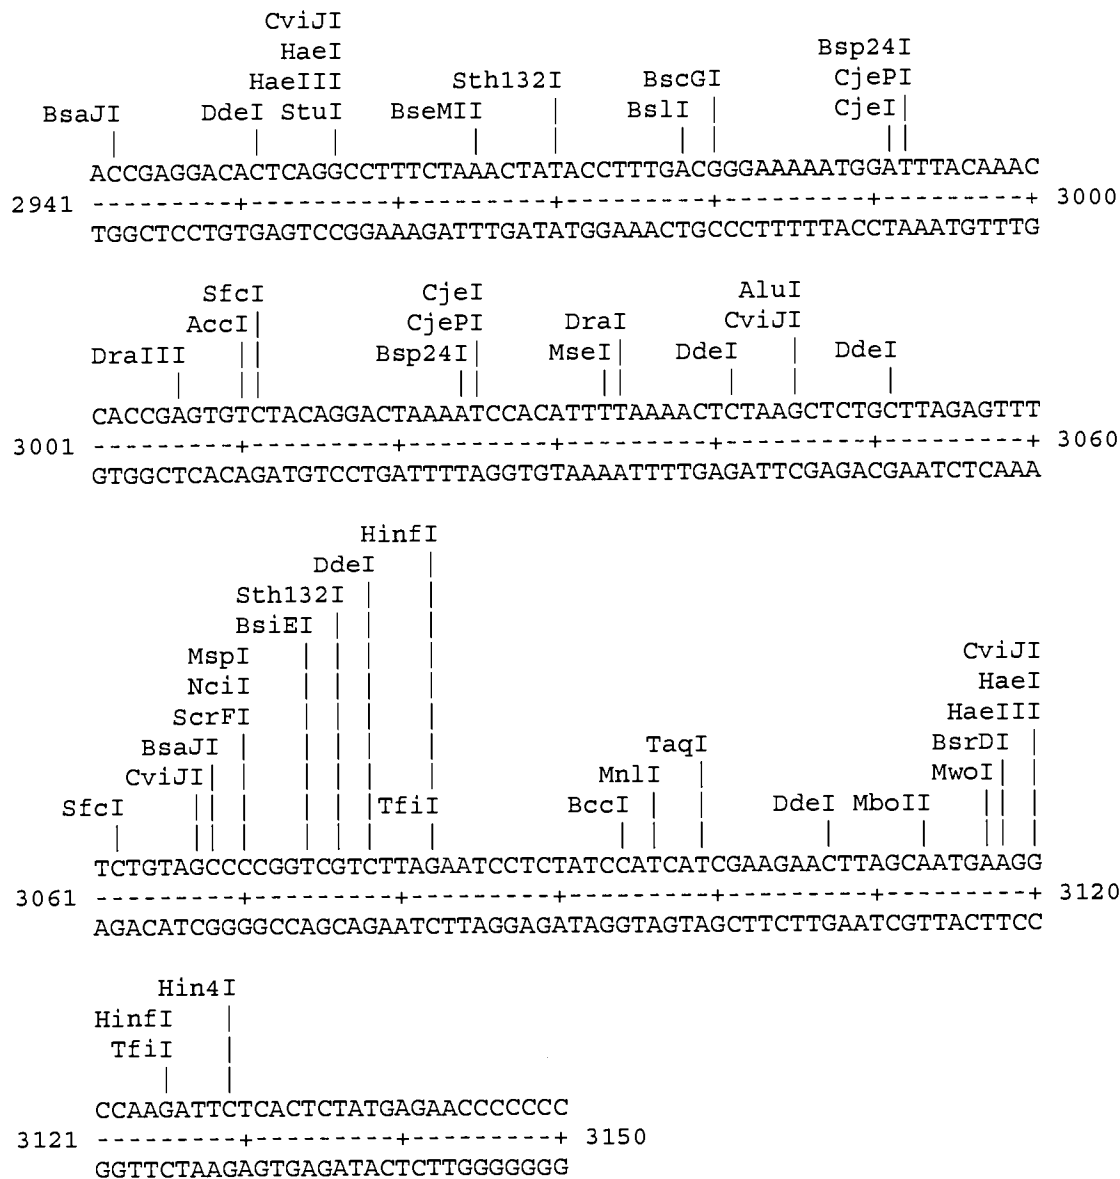 CviJI
HaeI Bsp24I
HaeIII Sth132I BscGI CjePI
BsaJI DdeI StuI BseMII BslI CjeI
ACCGAGGACACTCAGGCCTTTCTAAACTATACCTTTGACGGGAAAAATGGATTTACAAAC
2941 ---------+---------+---------+---------+---------+---------+ 3000
TGGCTCCTGTGAGTCCGGAAAGATTTGATATGGAAACTGCCCTTTTTACCTAAATGTTTG
SfcI CjeI AluI
AccI CjePI DraI CviJI
DraIII Bsp24I MseI DdeI DdeI
CACCGAGTGTCTACAGGACTAAAATCCACATTTTAAAACTCTAAGCTCTGCTTAGAGTTT
3001 ---------+---------+---------+---------+---------+---------+ 3060
GTGGCTCACAGATGTCCTGATTTTAGGTGTAAAATTTTGAGATTCGAGACGAATCTCAAA
HinfI
DdeI
Sth132I
BsiEI
MspI CviJI
NciI HaeI
ScrFI HaeIII
BsaJI TaqI BsrDI
CviJI MnlI MwoI
SfcI TfiI BccI DdeI MboII
TCTGTAGCCCCGGTCGTCTTAGAATCCTCTATCCATCATCGAAGAACTTAGCAATGAAGG
3061 ---------+---------+---------+---------+---------+---------+ 3120
AGACATCGGGGCCAGCAGAATCTTAGGAGATAGGTAGTAGCTTCTTGAATCGTTACTTCC
Hin4I
HinfI
TfiI
CCAAGATTCTCACTCTATGAGAACCCCCCC
3121 ---------+---------+---------+ 3150
GGTTCTAAGAGTGAGATACTCTTGGGGGGG